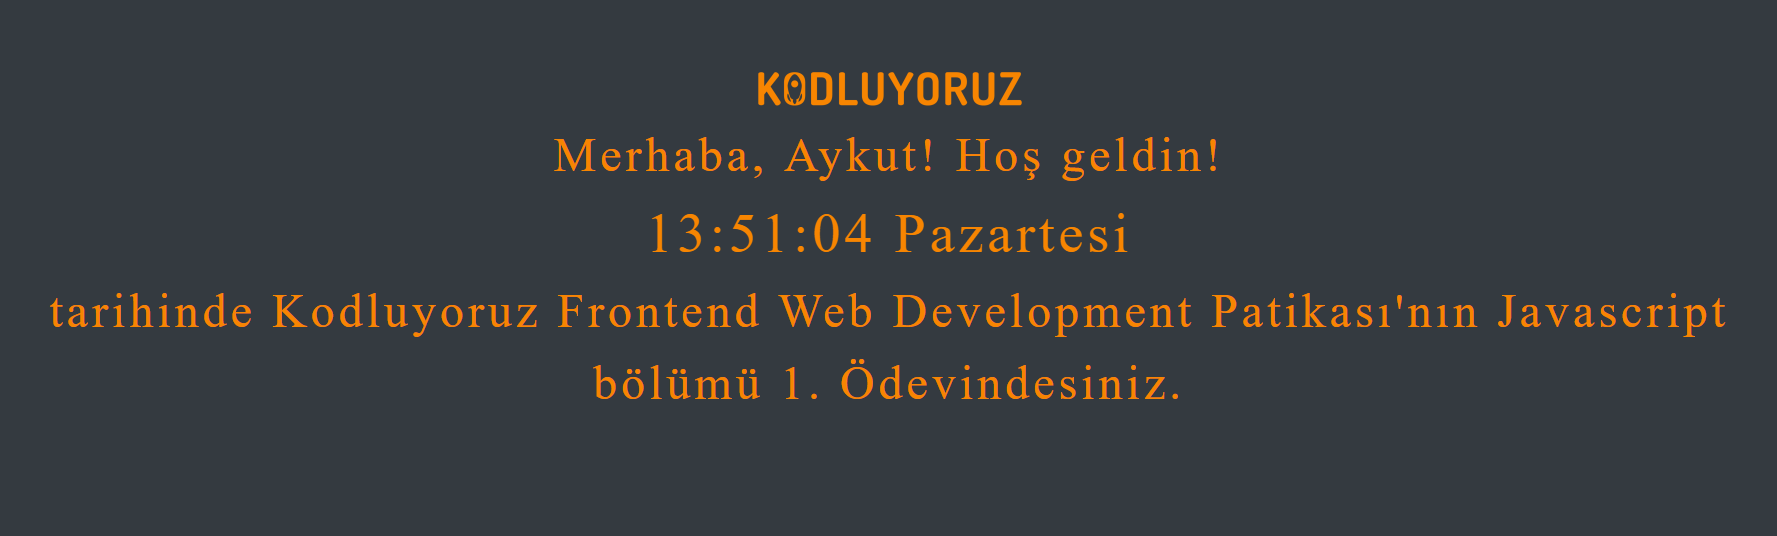 KODLUYORUZ
Merhaba, Aykut! Hoş geldin!
13:51:04 Pazartesi
tarihinde Kodluyoruz Frontend Web Development Patikası'nın Javascript
bölümü 1. Ödevindesiniz.